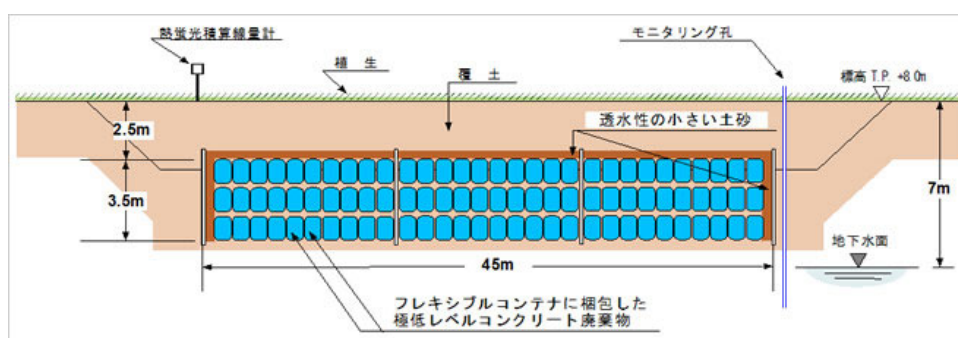 熱蛍光積算線量計
モニタリング孔
植 生
覆 土
標高 T.P. +8.0m
透水性の小さい土砂
2.5m
3.5m
7m
地下水面
45m
フレキシブルコンテナに梱包した
極低レベルコンクリート廃棄物